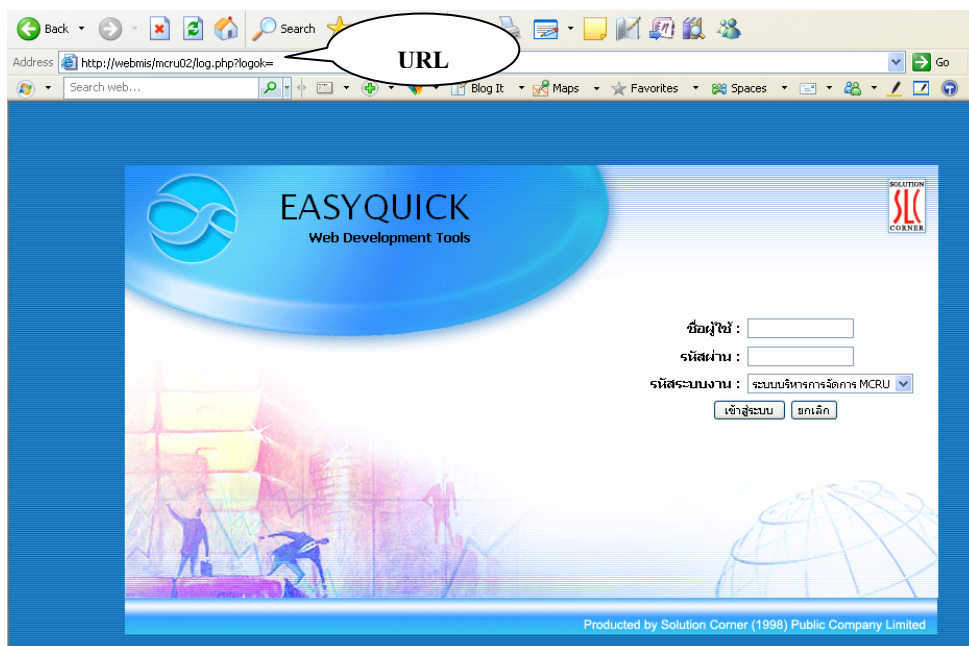 Back Search
URL
Address http://webmis/mcru02/log.php?logok= Go
Search web... Blog It Maps Favorites Spaces
EASYQUICK
Web Development Tools
SOLUTION
SLC
CORNER
ชื่อผู้ใช้ :
รหัสผ่าน :
รหัสระบบงาน : ระบบบริหารการจัดการ MCRU
เข้าสู่ระบบ ยกเลิก
Producted by Solution Corner (1998) Public Company Limited